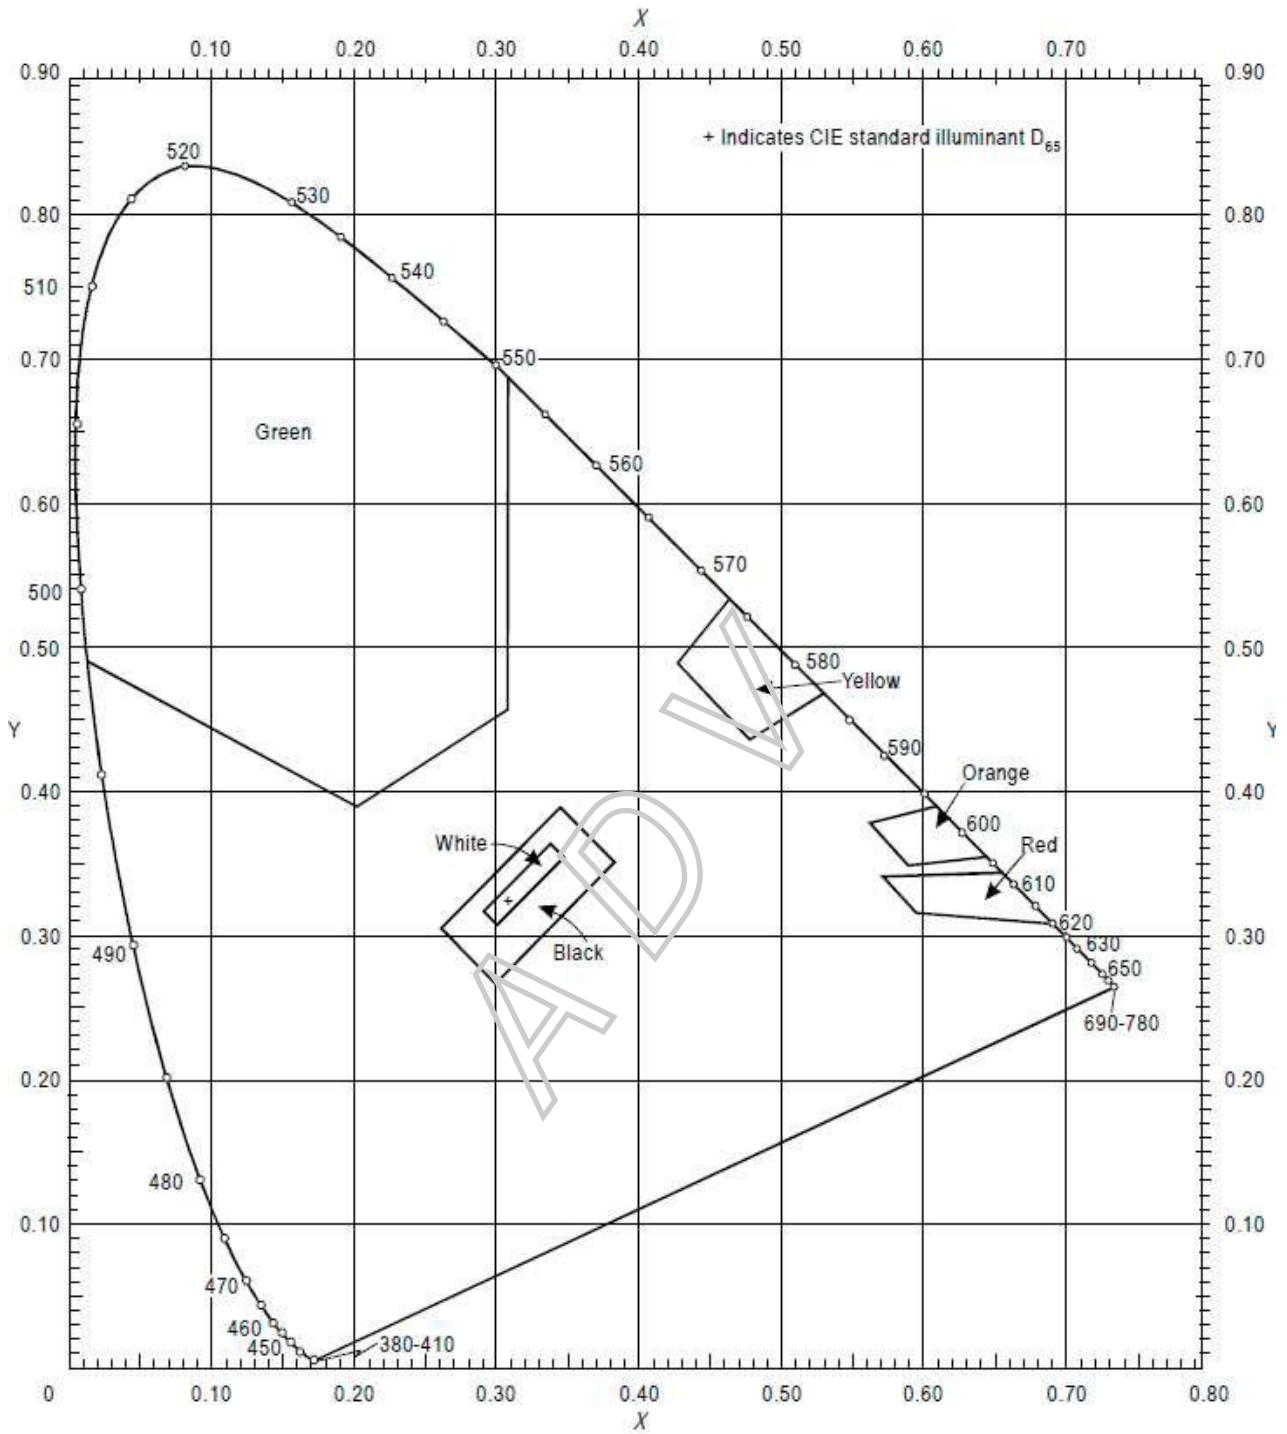 X
0.10 0.20 0.30 0.40 0.50 0.60 0.70
0.90 0.90
+ Indicates CIE standard illuminant D65
520
530
0.80 0.80
540
510
550
0.70 0.70
Green
560
0.60 0.60
570
500
0.50 0.50
580
Yellow
Y Y
590
Orange
0.40 0.40
600
White Red
610
620
0.30 0.30
630
490 Black
650
690-780
0.20 0.20
480
0.10 0.10
470
460
450 380-410
0 0.10 0.20 0.30 0.40 0.50 0.60 0.70 0.80
X
ADV